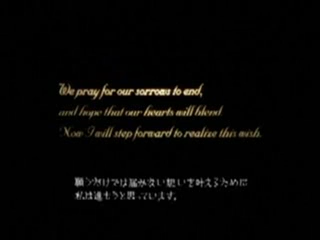 We pray for our sorrows to end,
and hope that our hearts will blend.
Now I will step forward to realize this wish.
願うだけでは届かない想いを叶えるために
私は進もうと思っています。